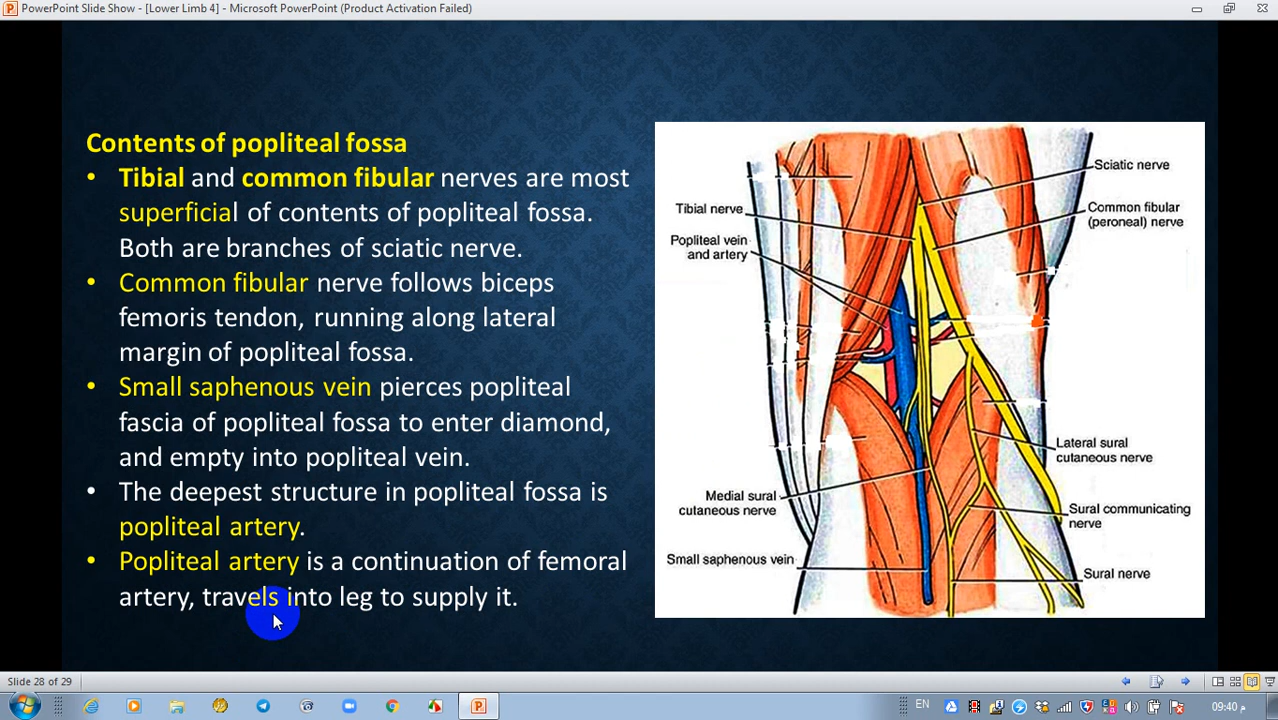 PowerPoint Slide Show - [Lower Limb 4] - Microsoft PowerPoint (Product Activation Failed)
Contents of popliteal fossa
• Tibial and common fibular nerves are most
superficial of contents of popliteal fossa.
Both are branches of sciatic nerve.
• Common fibular nerve follows biceps
femoris tendon, running along lateral
margin of popliteal fossa.
• Small saphenous vein pierces popliteal
fascia of popliteal fossa to enter diamond,
and empty into popliteal vein.
• The deepest structure in popliteal fossa is
popliteal artery.
• Popliteal artery is a continuation of femoral
artery, travels into leg to supply it.
Sciatic nerve
Tibial nerve
Common fibular
(peroneal) nerve
Popliteal vein
and artery
Lateral sural
cutaneous nerve
Medial sural
cutaneous nerve
Sural communicating
nerve
Small saphenous vein
Sural nerve
Slide 28 of 29
EN
09:40 م